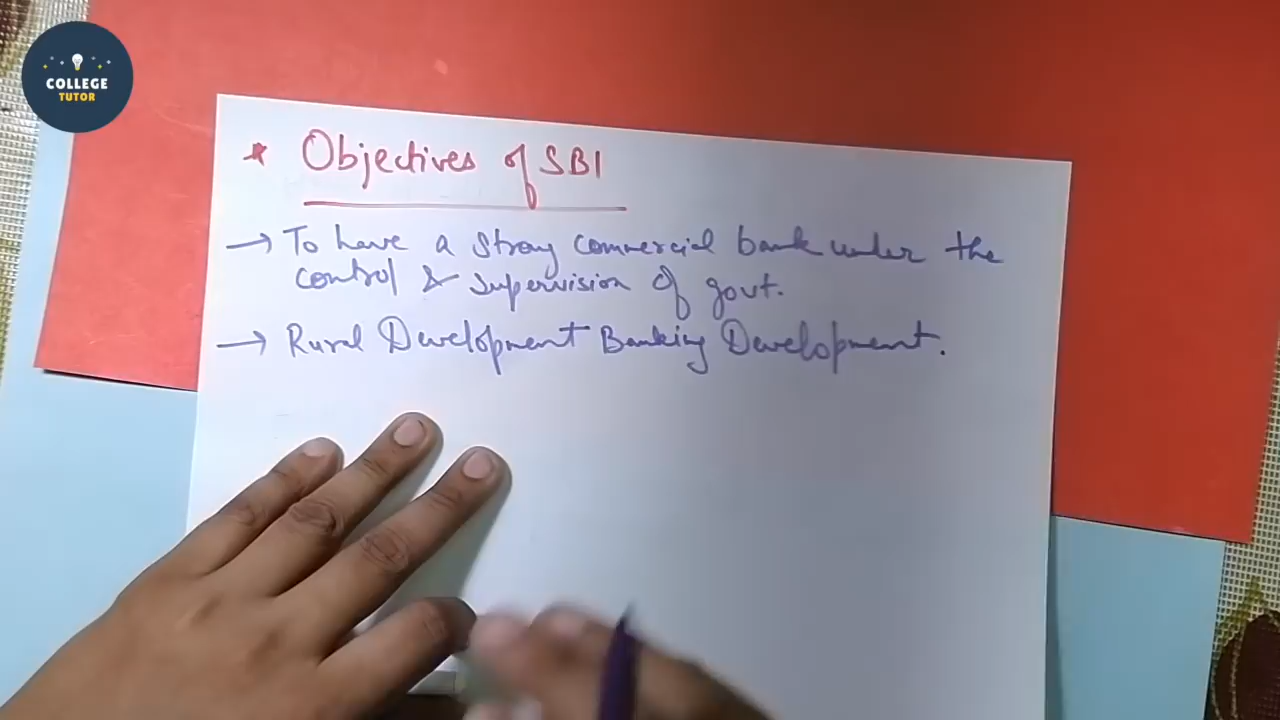 COLLEGE
TUTOR
* Objectives of SBI
→ To have a strong commercial bank under the
control & supervision of govt.
→ Rural Development Banking Development.